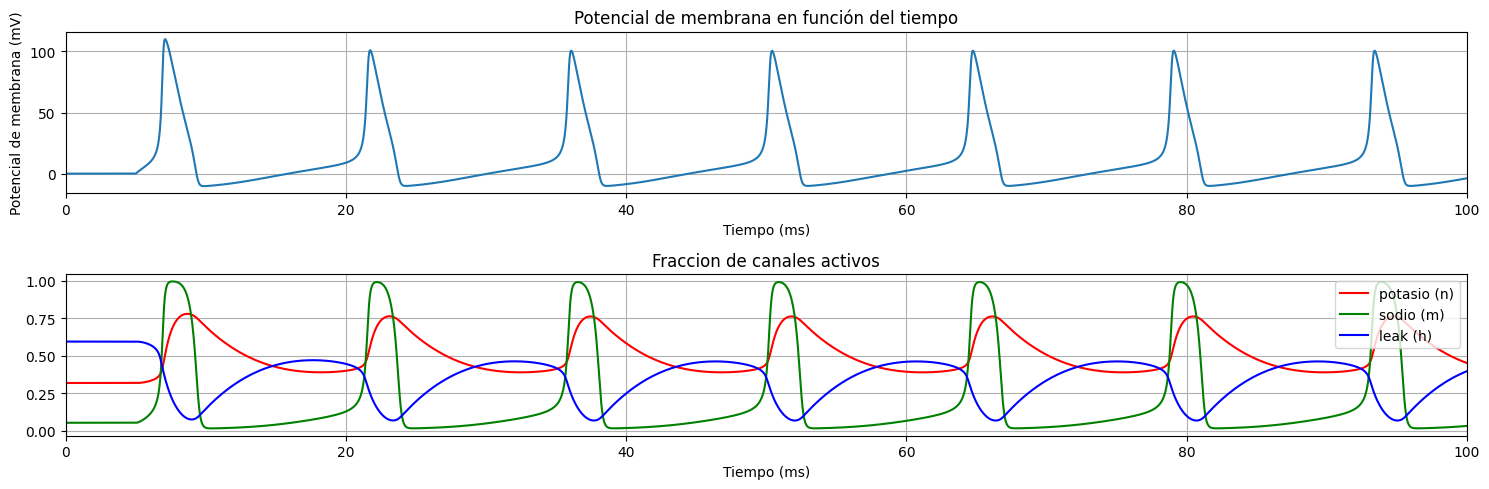 Potencial de membrana en función del tiempo
Potencial de membrana (mV)
100
50
0
0 20 40 60 80 100
Tiempo (ms)
Fraccion de canales activos
1.00
0.75
0.50
0.25
0.00
potasio (n)
sodio (m)
leak (h)
0 20 40 60 80 100
Tiempo (ms)